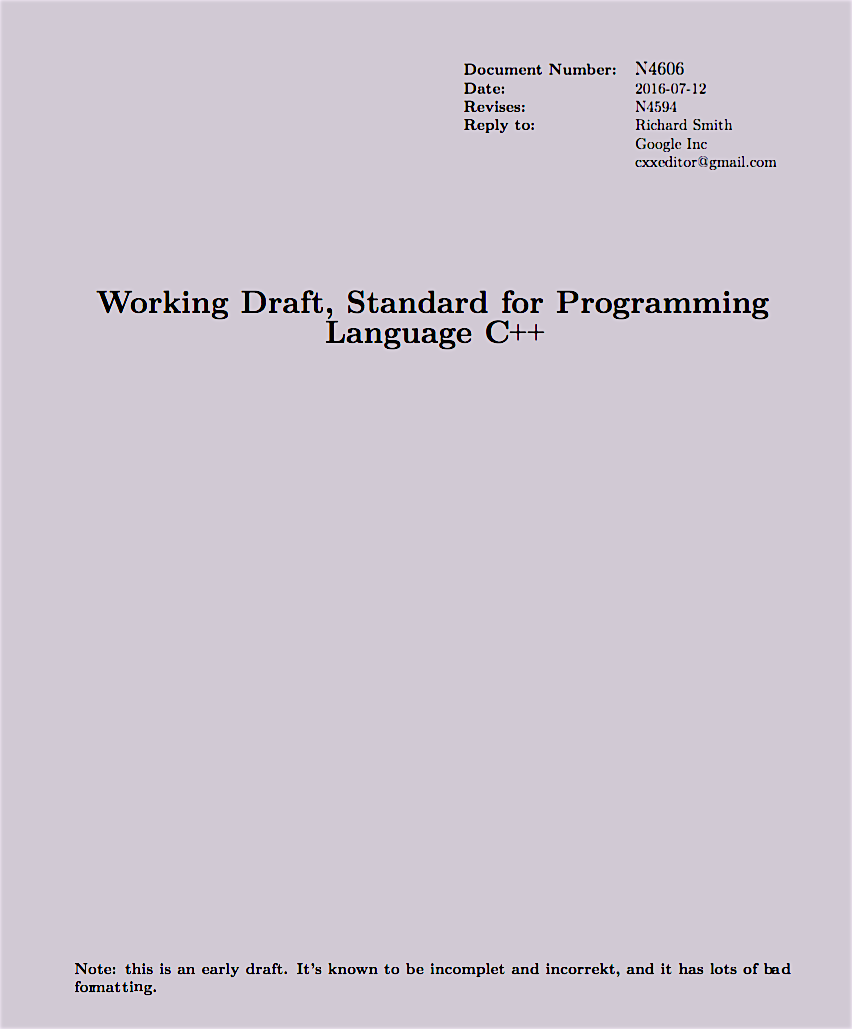 Document Number: N4606
Date: 2016-07-12
Revises: N4594
Reply to: Richard Smith
Google Inc
cxxeditor@gmail.com
Working Draft, Standard for Programming
Language C++
Note: this is an early draft. It's known to be incomplet and incorrekt, and it has lots of bad
formatting.